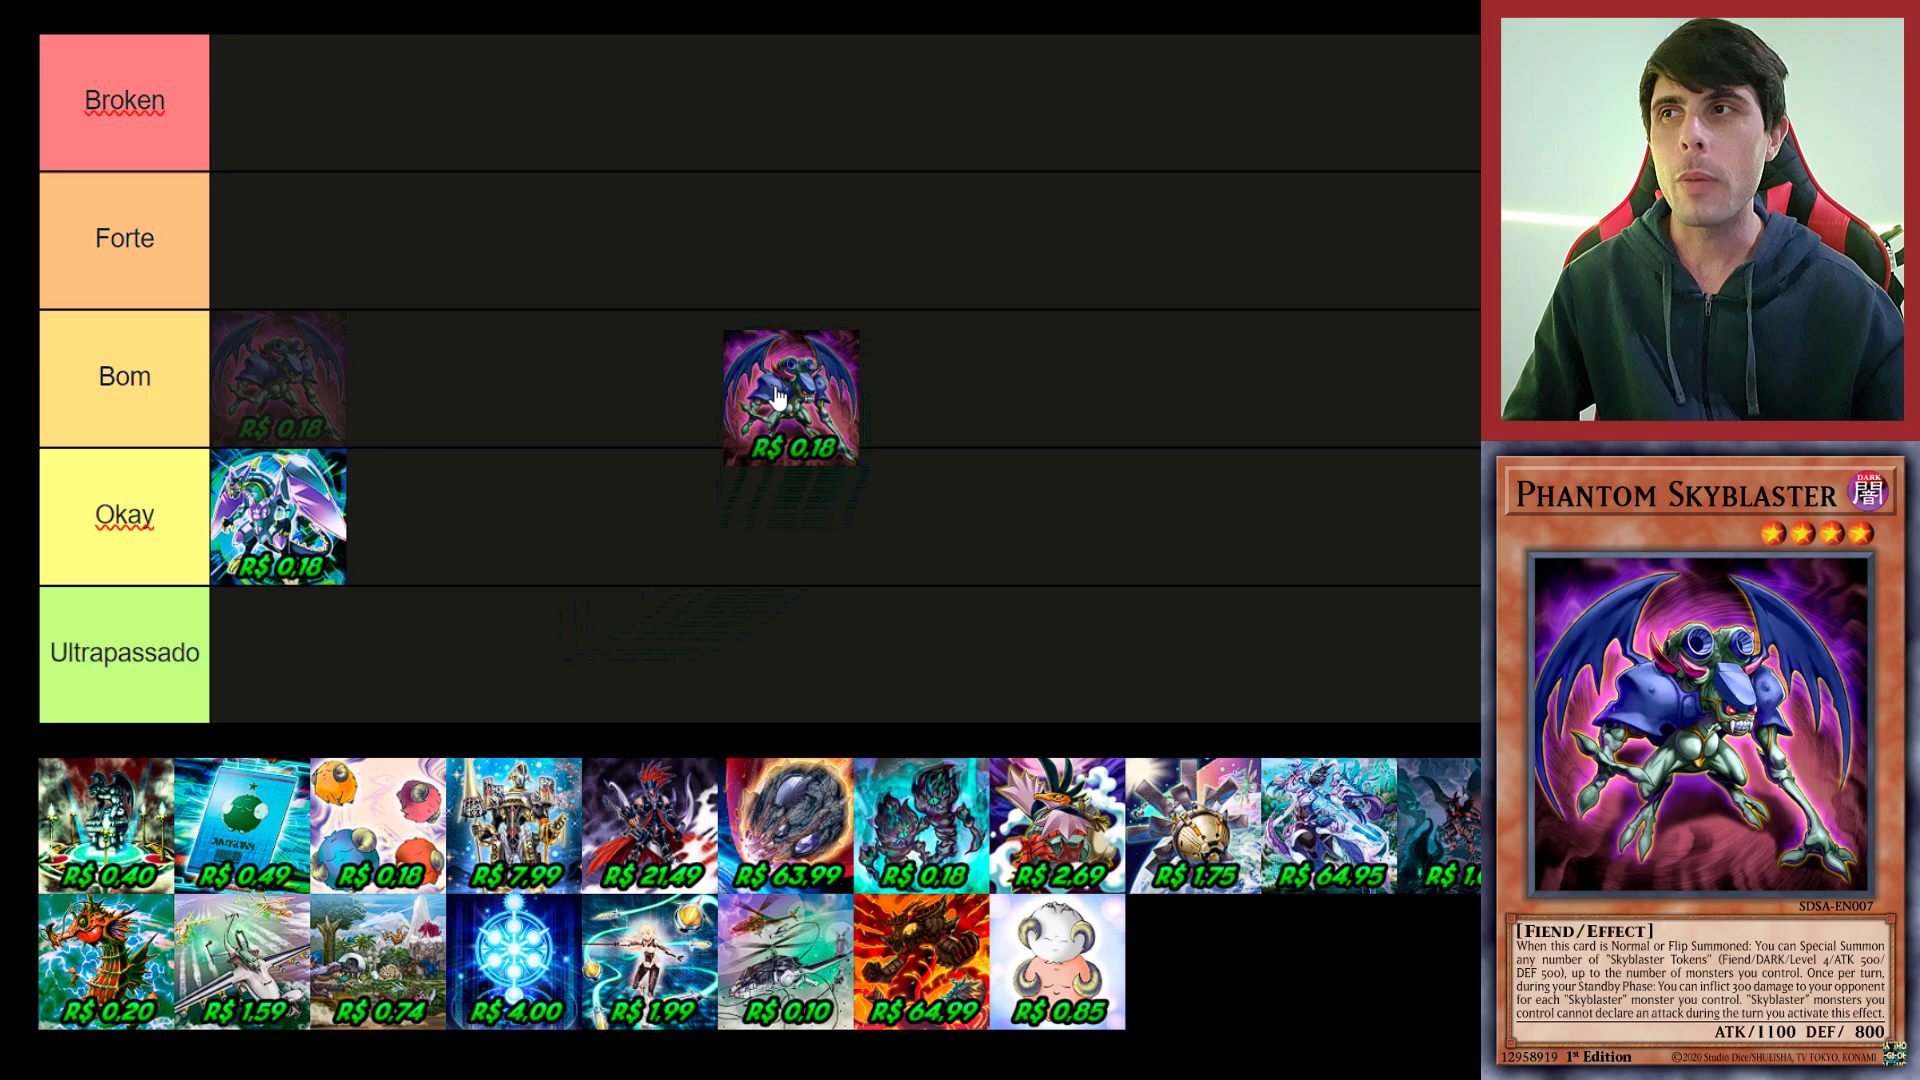 Broken
Forte
Bom
R$ 0,18
R$ 0,18
Okay
R$ 0,18
Ultrapassado
R$ 0,40
R$ 0,49
R$ 0,18
R$ 7,99
R$ 21,49
R$ 63,99
R$ 0,18
R$ 2,69
R$ 1,75
R$ 64,95
R$ 0,20
R$ 1,59
R$ 0,74
R$ 4,00
R$ 1,99
R$ 0,10
R$ 64,99
R$ 0,85
PHANTOM SKYBLASTER
DARK
闇
SDSA-EN007
[FIEND/EFFECT]
When this card is Normal or Flip Summoned: You can Special Summon
any number of "Skyblaster Tokens" (Fiend/DARK/Level 4/ATK 500/
DEF 500), up to the number of monsters you control. Once per turn,
during your Standby Phase: You can inflict 300 damage to your opponent
for each "Skyblaster" monster you control. "Skyblaster" monsters you
control cannot declare an attack during the turn you activate this effect.
ATK/1100 DEF/ 800
12958919 1st Edition ©2020 Studio Dice/SHUEISHA, TV TOKYO, KONAMI